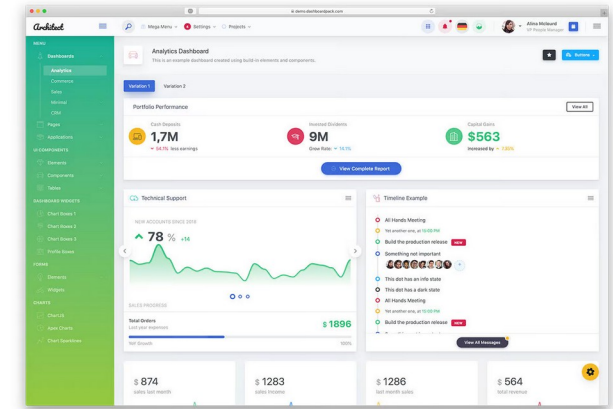 demo.dashboardpack.com
Architect
Mega Menu
Settings
Projects
Alina Mclourd
VP People Manager
MENU
Dashboards
Analytics
Commerce
Sales
Minimal
CRM
Pages
Applications
UI COMPONENTS
Elements
Components
Tables
DASHBOARD WIDGETS
Chart Boxes 1
Chart Boxes 2
Chart Boxes 3
Profile Boxes
FORMS
Elements
Widgets
CHARTS
ChartJS
Apex Charts
Chart Sparklines
Analytics Dashboard
This is an example dashboard created using build-in elements and components.
Buttons
Variation 1
Variation 2
Portfolio Performance
View All
Cash Deposits
1,7M
54.1% less earnings
Invested Dividents
9M
Grow Rate: 14.1%
Capital Gains
$563
Increased by 7.35%
View Complete Report
Technical Support
NEW ACCOUNTS SINCE 2018
78 % +14
SALES PROGRESS
Total Orders
Last year expenses
$ 1896
YoY Growth
100%
Timeline Example
All Hands Meeting
Yet another one, at 15:00 PM
Build the production release NEW
Something not important
This dot has an info state
This dot has a dark state
All Hands Meeting
Yet another one, at 15:00 PM
Build the production release NEW
View All Messages
$ 874
sales last month
$ 1283
sales income
$ 1286
last month sales
$ 564
total revenue